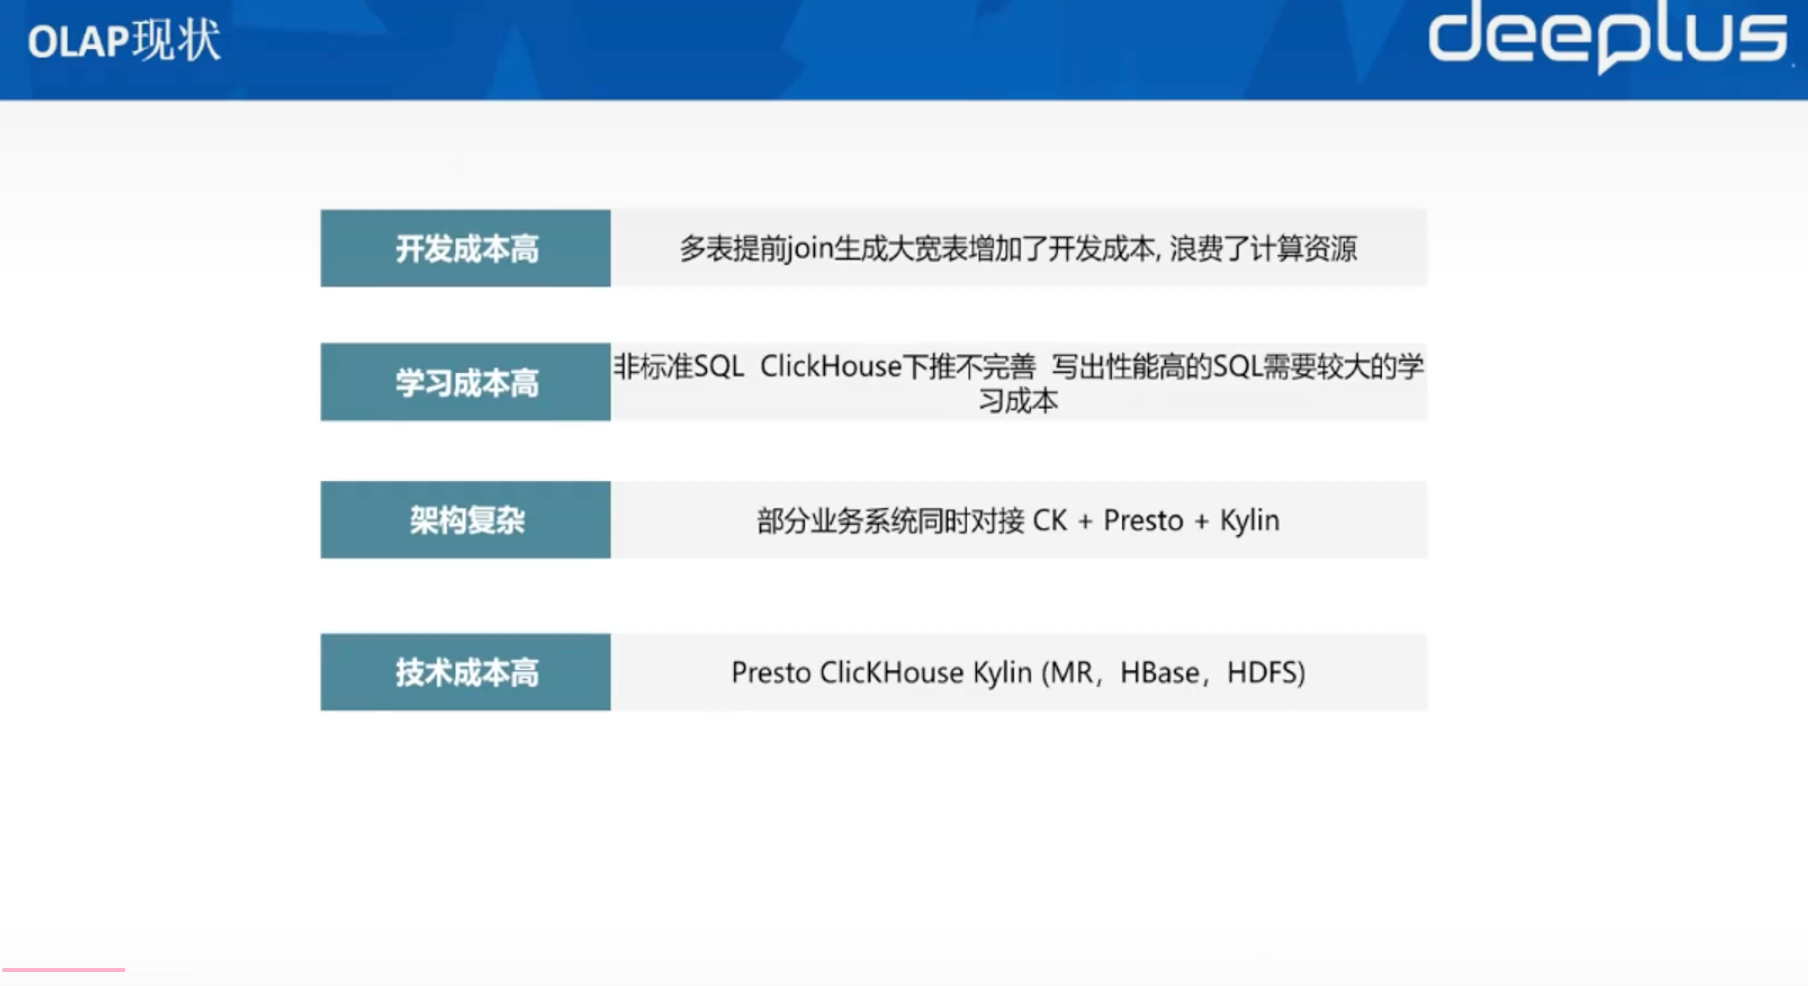 OLAP现状
deeplus
开发成本高
多表提前join生成大宽表增加了开发成本, 浪费了计算资源
学习成本高
非标准SQL  ClickHouse下推不完善  写出性能高的SQL需要较大的学
习成本
架构复杂
部分业务系统同时对接 CK + Presto + Kylin
技术成本高
Presto ClicKHouse Kylin (MR，HBase，HDFS)